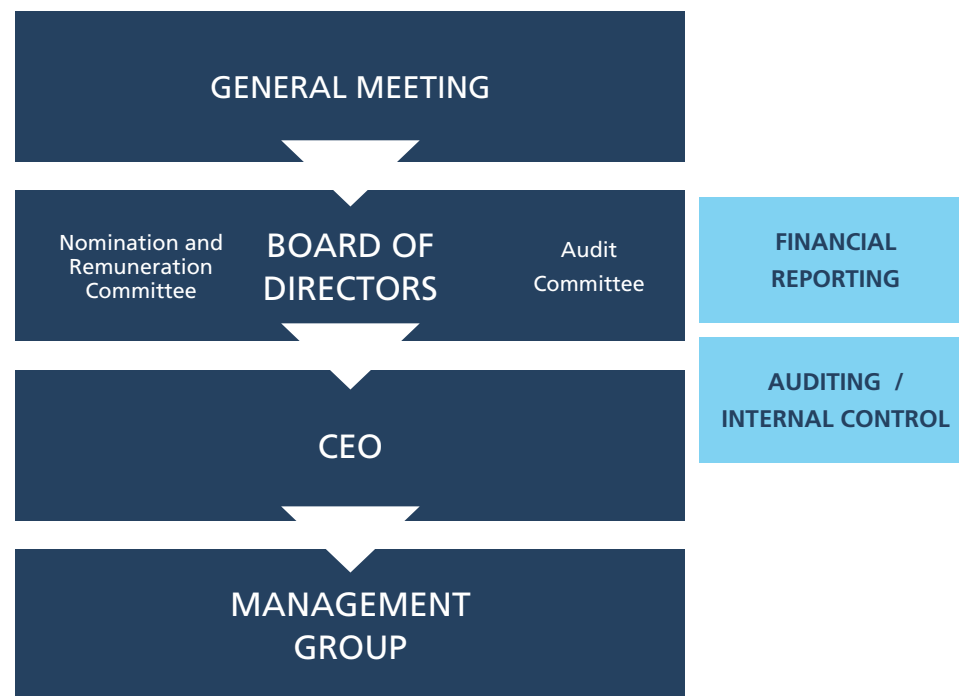 GENERAL MEETING
Nomination and
Remuneration
Committee
BOARD OF
DIRECTORS
Audit
Committee
FINANCIAL
REPORTING
AUDITING /
INTERNAL CONTROL
CEO
MANAGEMENT
GROUP